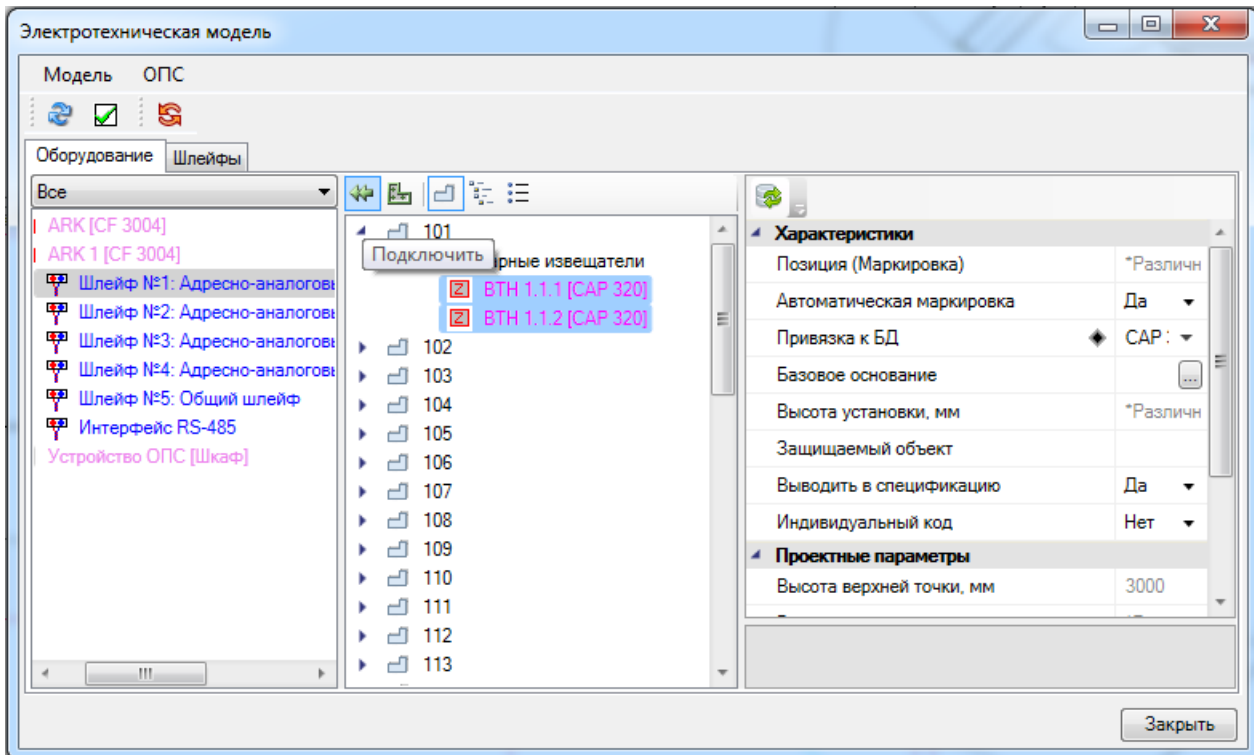 Электротехническая модель
Модель ОПС
Оборудование Шлейфы
Все
ARK [CF 3004]
ARK 1 [CF 3004]
Шлейф №1: Адресно-аналогов
Шлейф №2: Адресно-аналогов
Шлейф №3: Адресно-аналогов
Шлейф №4: Адресно-аналогов
Шлейф №5: Общий шлейф
Интерфейс RS-485
Устройство ОПС [Шкаф]
101
Подключить рные извещатели
BTH 1.1.1 [CAP 320]
BTH 1.1.2 [CAP 320]
102
103
104
105
106
107
108
109
110
111
112
113
Характеристики
Позиция (Маркировка) *Различн
Автоматическая маркировка Да
Привязка к БД CAP
Базовое основание ...
Высота установки, мм *Различн
Защищаемый объект
Выводить в спецификацию Да
Индивидуальный код Нет
Проектные параметры
Высота верхней точки, мм 3000
Закрыть